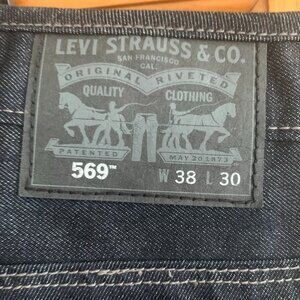 LEVI STRAUSS & CO.
SAN FRANCISCO
CAL.
ORIGINAL RIVETED
QUALITY CLOTHING
PATENTED MAY 20 1873
569™ W 38 L 30